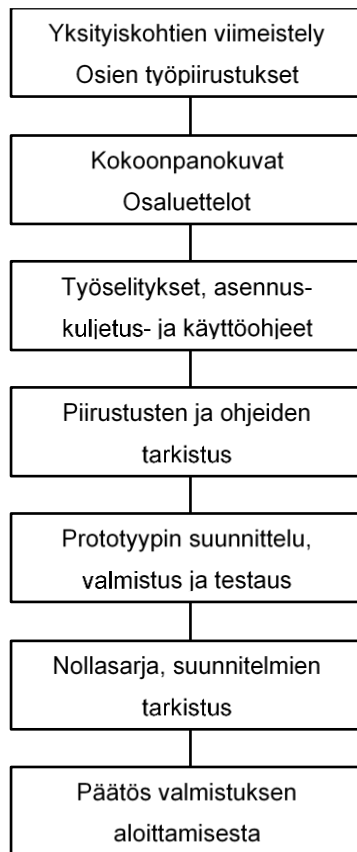 Yksityiskohtien viimeistely
Osien työpiirustukset
Kokoonpanokuvat
Osaluettelot
Työselitykset, asennus-
kuljetus- ja käyttöohjeet
Piirustusten ja ohjeiden
tarkistus
Prototyypin suunnittelu,
valmistus ja testaus
Nollasarja, suunnitelmien
tarkistus
Päätös valmistuksen
aloittamisesta